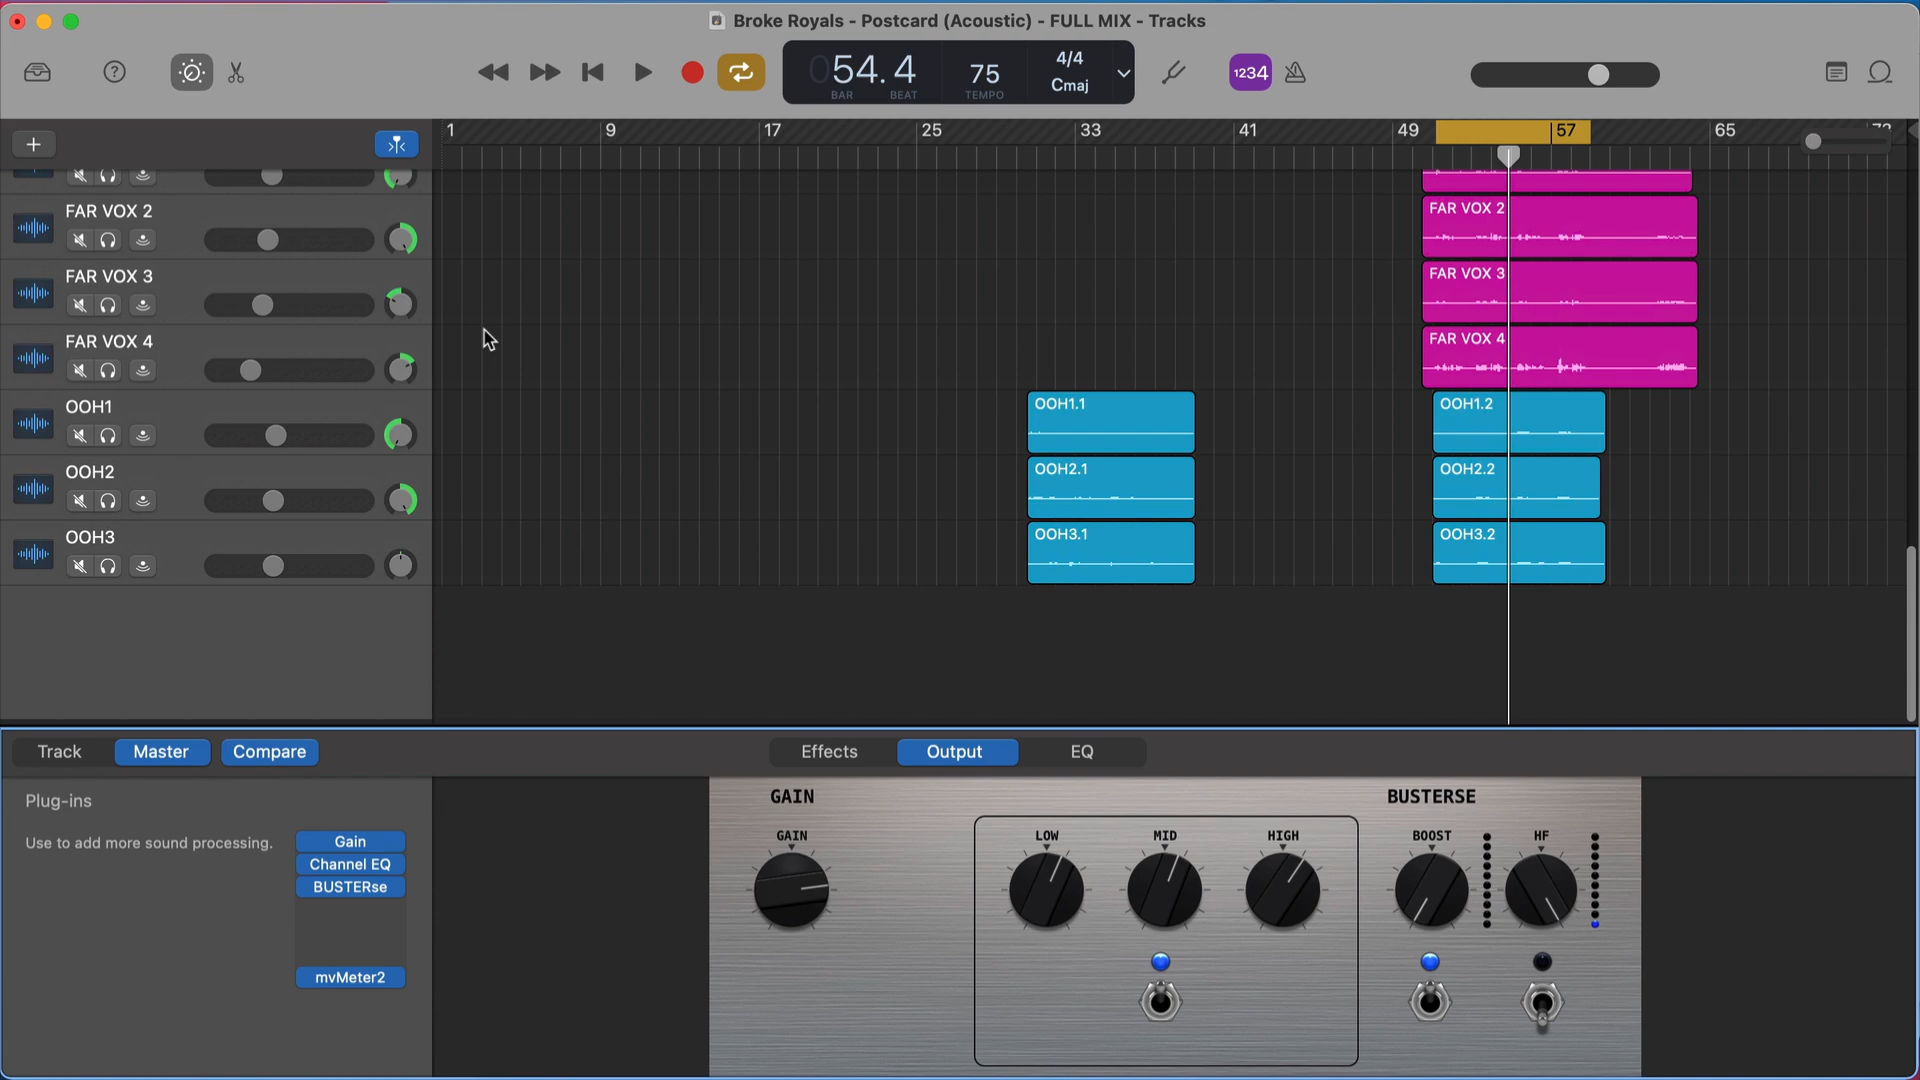 Broke Royals - Postcard (Acoustic) - FULL MIX - Tracks
054.4
BAR
BEAT
75
TEMPO
4/4
Cmaj
1234
1
9
17
25
33
41
49
57
65
FAR VOX 2
FAR VOX 2
FAR VOX 3
FAR VOX 3
FAR VOX 4
FAR VOX 4
OOH1
OOH1.1
OOH1.2
OOH2
OOH2.1
OOH2.2
OOH3
OOH3.1
OOH3.2
Track
Master
Compare
Effects
Output
EQ
Plug-ins
Use to add more sound processing.
Gain
Channel EQ
BUSTERse
mvMeter2
GAIN
GAIN
LOW
MID
HIGH
BUSTERSE
BOOST
HF